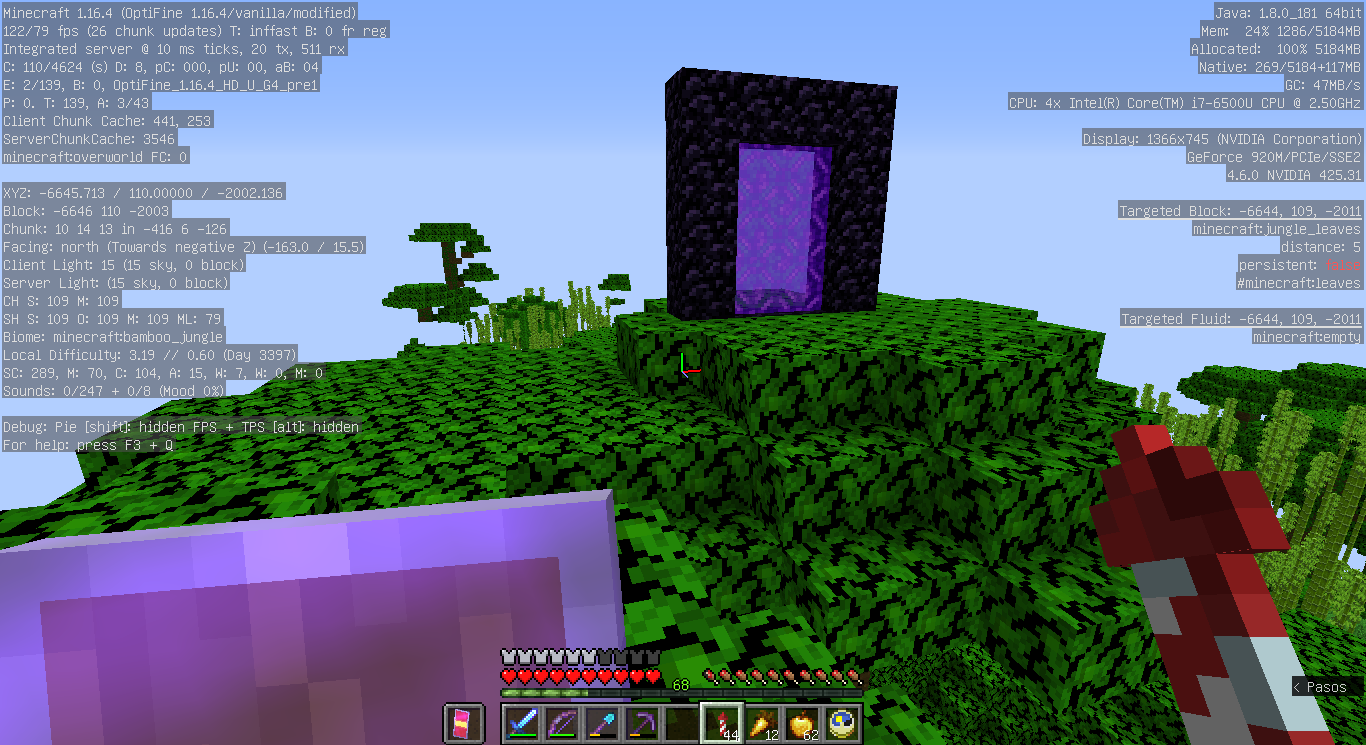 Minecraft 1.16.4 (OptiFine 1.16.4/vanilla/modified)
122/79 fps (26 chunk updates) T: inffast B: 0 fr reg
Integrated server @ 10 ms ticks, 20 tx, 511 rx
C: 110/4624 (s) D: 8, pC: 000, pU: 00, aB: 04
E: 2/139, B: 0, OptiFine_1.16.4_HD_U_G4_pre1
P: 0. T: 139, A: 3/43
Client Chunk Cache: 441, 253
ServerChunkCache: 3546
minecraft:overworld FC: 0
XYZ: -6645.713 / 110.00000 / -2002.136
Block: -6646 110 -2003
Chunk: 10 14 13 in -416 6 -126
Facing: north (Towards negative Z) (-163.0 / 15.5)
Client Light: 15 (15 sky, 0 block)
Server Light: (15 sky, 0 block)
CH S: 109 M: 109
SH S: 109 O: 109 M: 109 ML: 79
Biome: minecraft:bamboo_jungle
Local Difficulty: 3.19 // 0.60 (Day 3397)
SC: 289, M: 70, C: 104, A: 15, W: 7, W: 0, M: 0
Sounds: 0/247 + 0/8 (Mood 0%)
Debug: Pie [shift]: hidden FPS + TPS [alt]: hidden
For help: press F3 + Q
Java: 1.8.0_181 64bit
Mem: 24% 1286/5184MB
Allocated: 100% 5184MB
Native: 269/5184+117MB
GC: 47MB/s
CPU: 4x Intel(R) Core(TM) i7-6500U CPU @ 2.50GHz
Display: 1366x745 (NVIDIA Corporation)
GeForce 920M/PCIe/SSE2
4.6.0 NVIDIA 425.31
Targeted Block: -6644, 109, -2011
minecraft:jungle_leaves
distance: 5
persistent: false
#minecraft:leaves
Targeted Fluid: -6644, 109, -2011
minecraft:empty
< Pasos
68
44
12
62